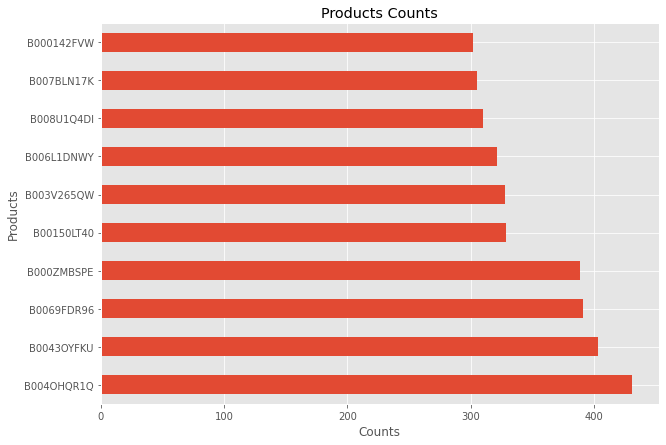 Products Counts
B000142FVW
B007BLN17K
B008U1Q4DI
B006L1DNWY
B003V265QW
B00150LT40
B000ZMBSPE
B0069FDR96
B0043OYFKU
B004OHQR1Q
Products
0 100 200 300 400
Counts